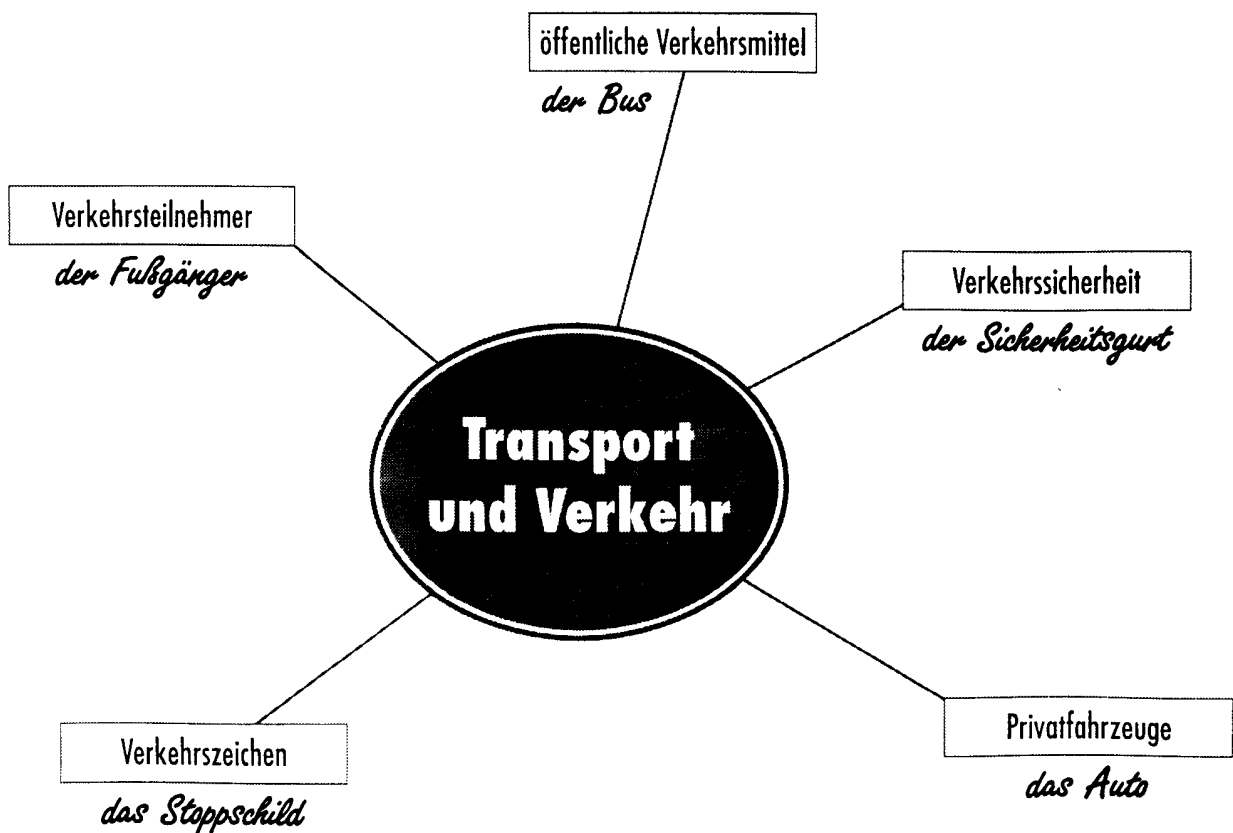 öffentliche Verkehrsmittel
der Bus
Verkehrsteilnehmer
der Fußgänger
Verkehrssicherheit
der Sicherheitsgurt
Transport
und Verkehr
Verkehrszeichen
das Stoppschild
Privatfahrzeuge
das Auto